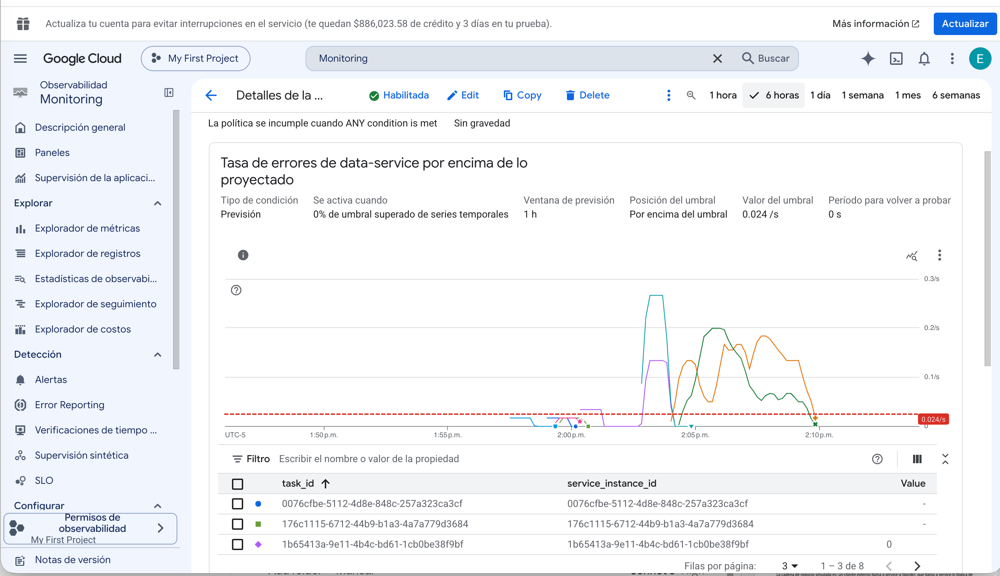 Actualiza tu cuenta para evitar interrupciones en el servicio (te quedan $886,023.58 de crédito y 3 días en tu prueba).
Más información
Actualizar
Google Cloud
My First Project
Monitoring
Buscar
E
Observabilidad
Monitoring
Descripción general
Paneles
Supervisión de la aplicaci...
Explorar
Explorador de métricas
Explorador de registros
Estadísticas de observabi...
Explorador de seguimiento
Explorador de costos
Detección
Alertas
Error Reporting
Verificaciones de tiempo ...
Supervisión sintética
SLO
Configurar
Permisos de
observabilidad
My First Project
Notas de versión
Detalles de la ...
Habilitada
Edit
Copy
Delete
1 hora
6 horas
1 día
1 semana
1 mes
6 semanas
La política se incumple cuando ANY condition is met
Sin gravedad
Tasa de errores de data-service por encima de lo
proyectado
Tipo de condición
Previsión
Se activa cuando
0% de umbral superado de series temporales
Ventana de previsión
1 h
Posición del umbral
Por encima del umbral
Valor del umbral
0.024 /s
Período para volver a probar
0 s
0.3/s
0.2/s
0.1/s
0.024/s
0
UTC-5
1:50 p.m.
1:55 p.m.
2:00 p.m.
2:05 p.m.
2:10 p.m.
Filtro
Escribir el nombre o valor de la propiedad
task_id
service_instance_id
Value
0076cfbe-5112-4d8e-848c-257a323ca3cf
0076cfbe-5112-4d8e-848c-257a323ca3cf
-
176c1115-6712-44b9-b1a3-4a7a779d3684
176c1115-6712-44b9-b1a3-4a7a779d3684
-
1b65413a-9e11-4b4c-bd61-1cb0be38f9bf
1b65413a-9e11-4b4c-bd61-1cb0be38f9bf
0
Filas por página:
3
1 – 3 de 8